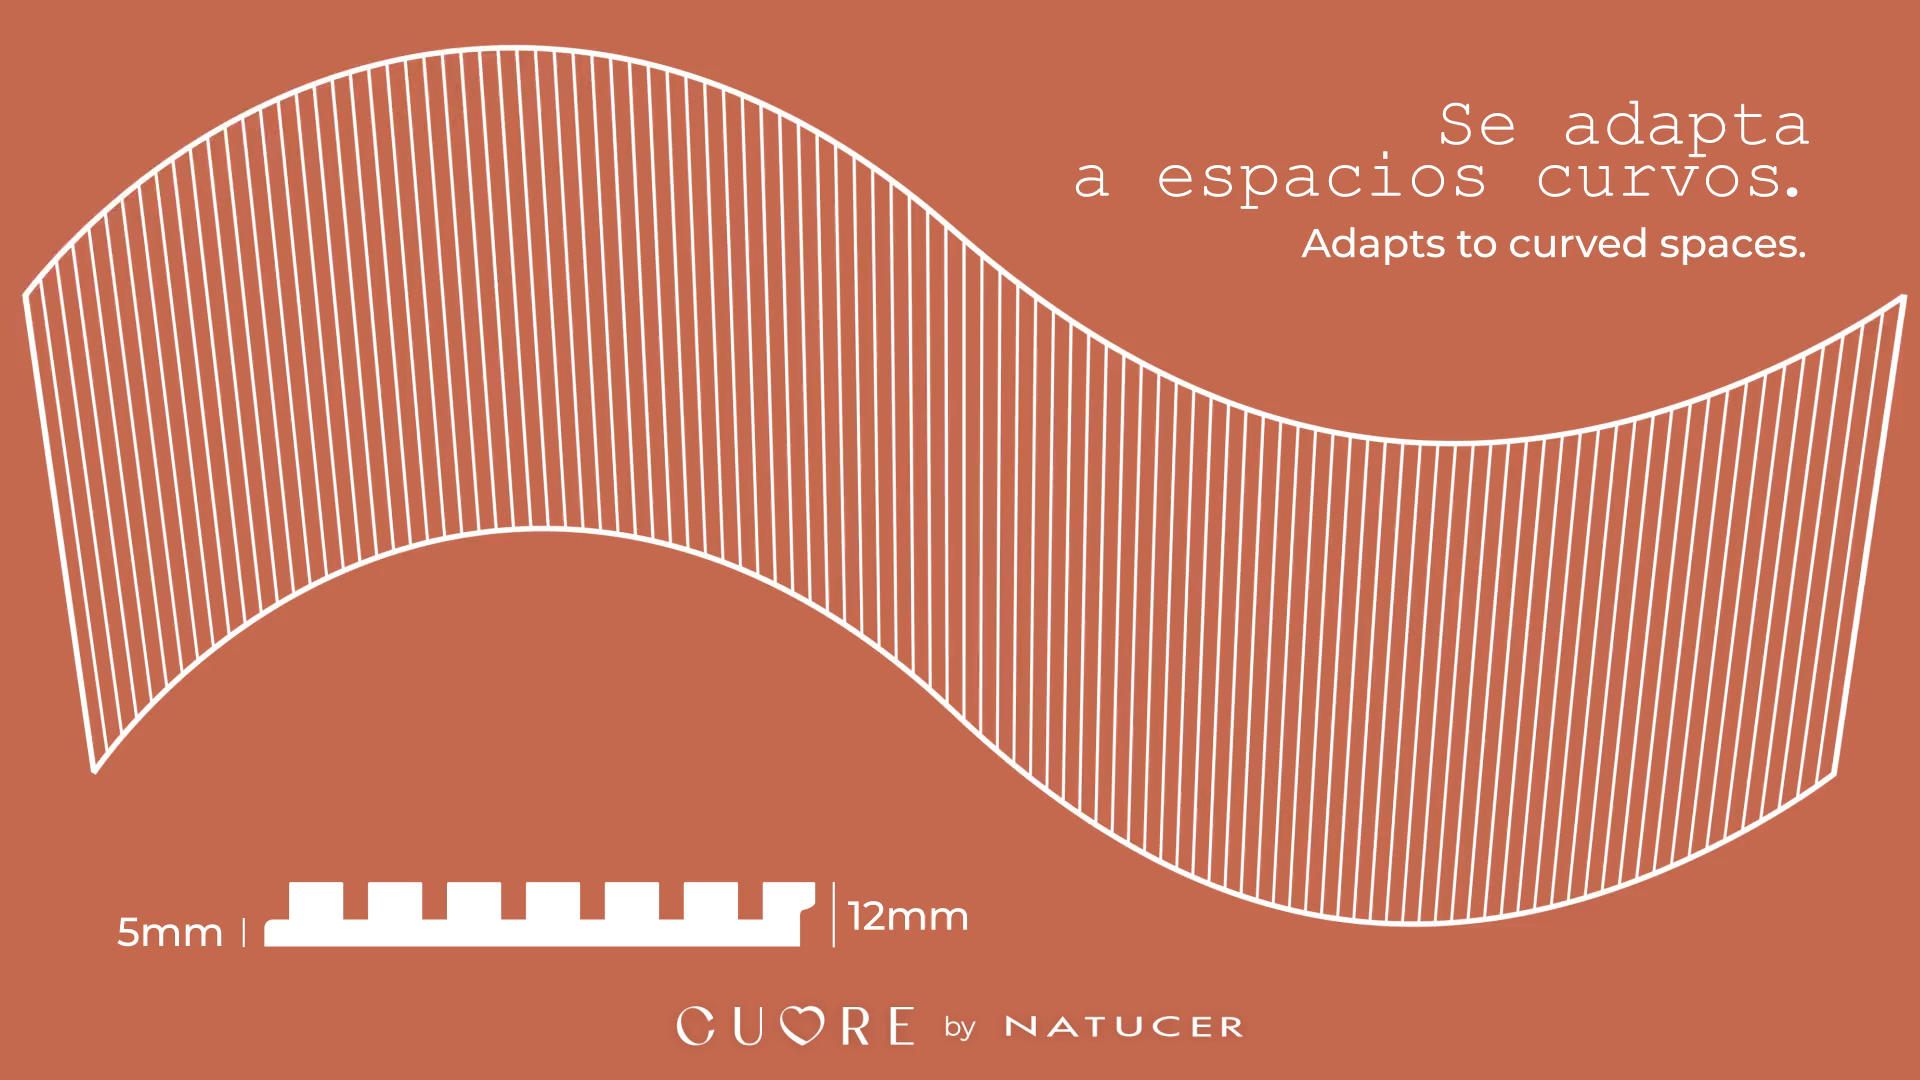 Se adapta
a espacios curvos.
Adapts to curved spaces.
5mm
12mm
CUORE by NATUCER